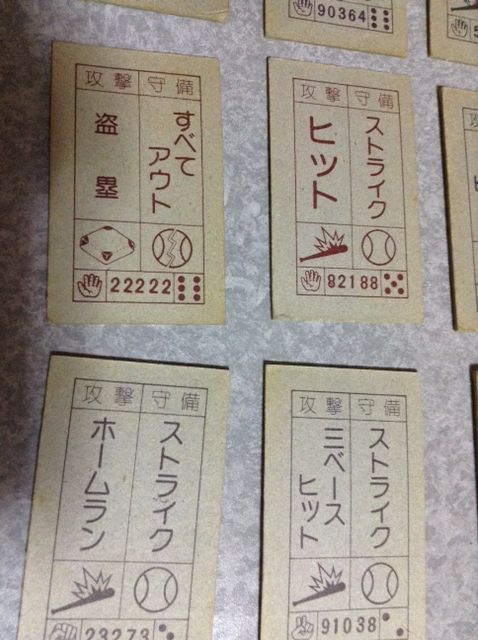 90364
攻撃 守備
すべて
アウト
盗塁
22222
攻撃 守備
ストライク
ヒット
82188
攻撃 守備
ストライク
ホームラン
23273
攻撃 守備
ストライク
三ベース
ヒット
91038